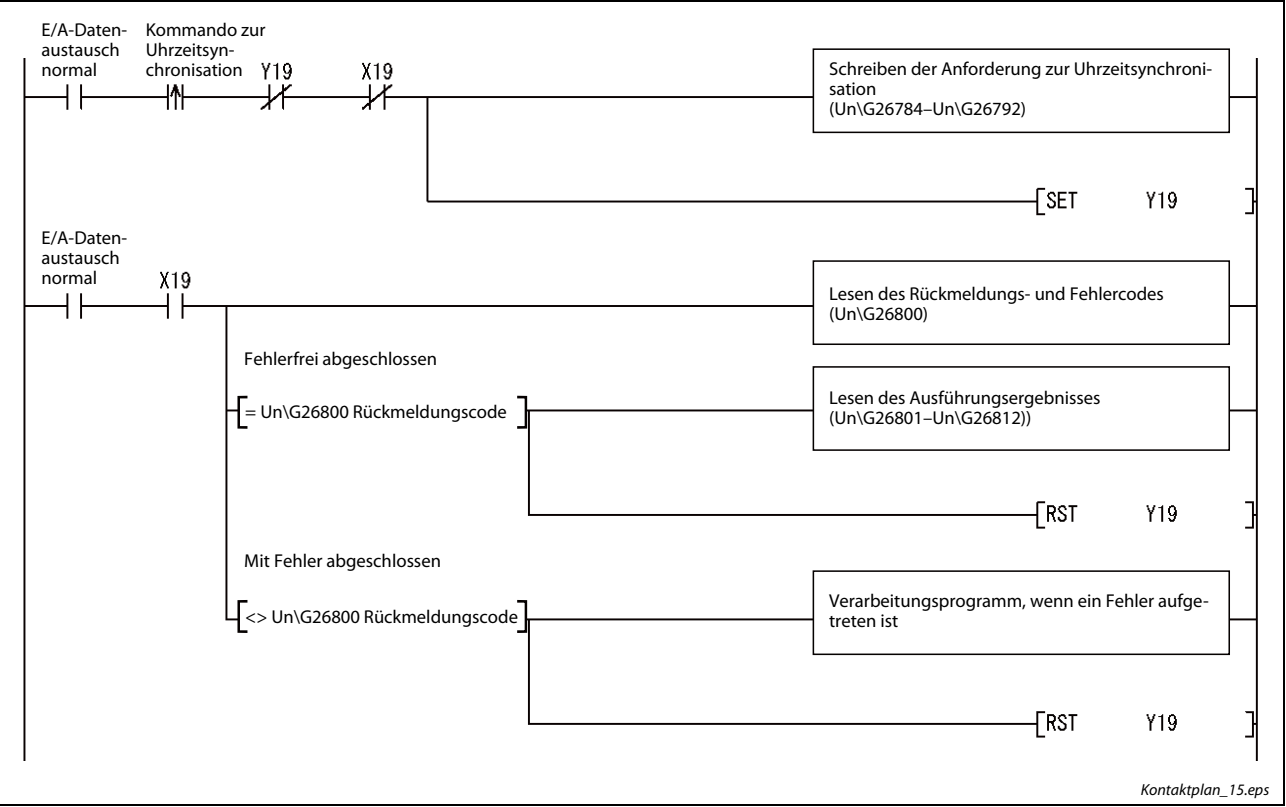 E/A-Daten-
austausch
normal
Kommando zur
Uhrzeitsyn-
chronisation
Y19
X19
Schreiben der Anforderung zur Uhrzeitsynchroni-
sation
(Un\G26784–Un\G26792)
SET Y19
E/A-Daten-
austausch
normal
X19
Lesen des Rückmeldungs- und Fehlercodes
(Un\G26800)
Fehlerfrei abgeschlossen
= Un\G26800 Rückmeldungscode
Lesen des Ausführungsergebnisses
(Un\G26801–Un\G26812))
RST Y19
Mit Fehler abgeschlossen
<> Un\G26800 Rückmeldungscode
Verarbeitungsprogramm, wenn ein Fehler aufge-
treten ist
RST Y19
Kontaktplan_15.eps